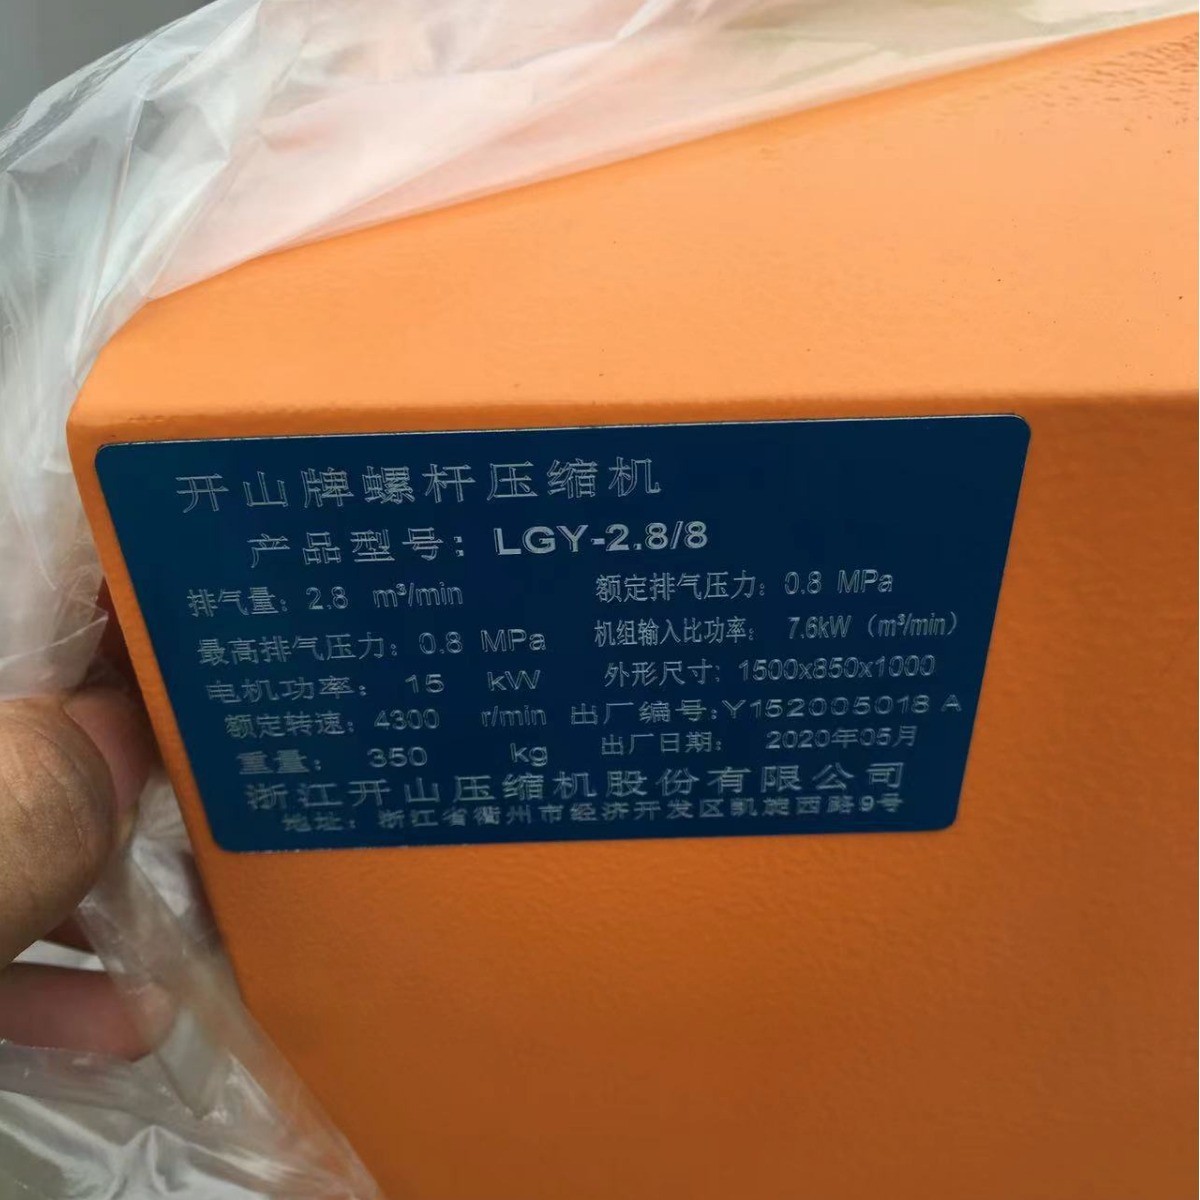 开山牌螺杆压缩机
产品型号：LGY-2.8/8
排气量：2.8 m³/min 额定排气压力：0.8 MPa
最高排气压力：0.8 MPa 机组输入比功率：7.6kW（m³/min）
电机功率：15 kW 外形尺寸：1500x850x1000
额定转速：4300 r/min 出厂编号：Y152005018 A
重量：350 kg 出厂日期：2020年05月
浙江开山压缩机股份有限公司
地址：浙江省衢州市经济开发区凯旋西路9号